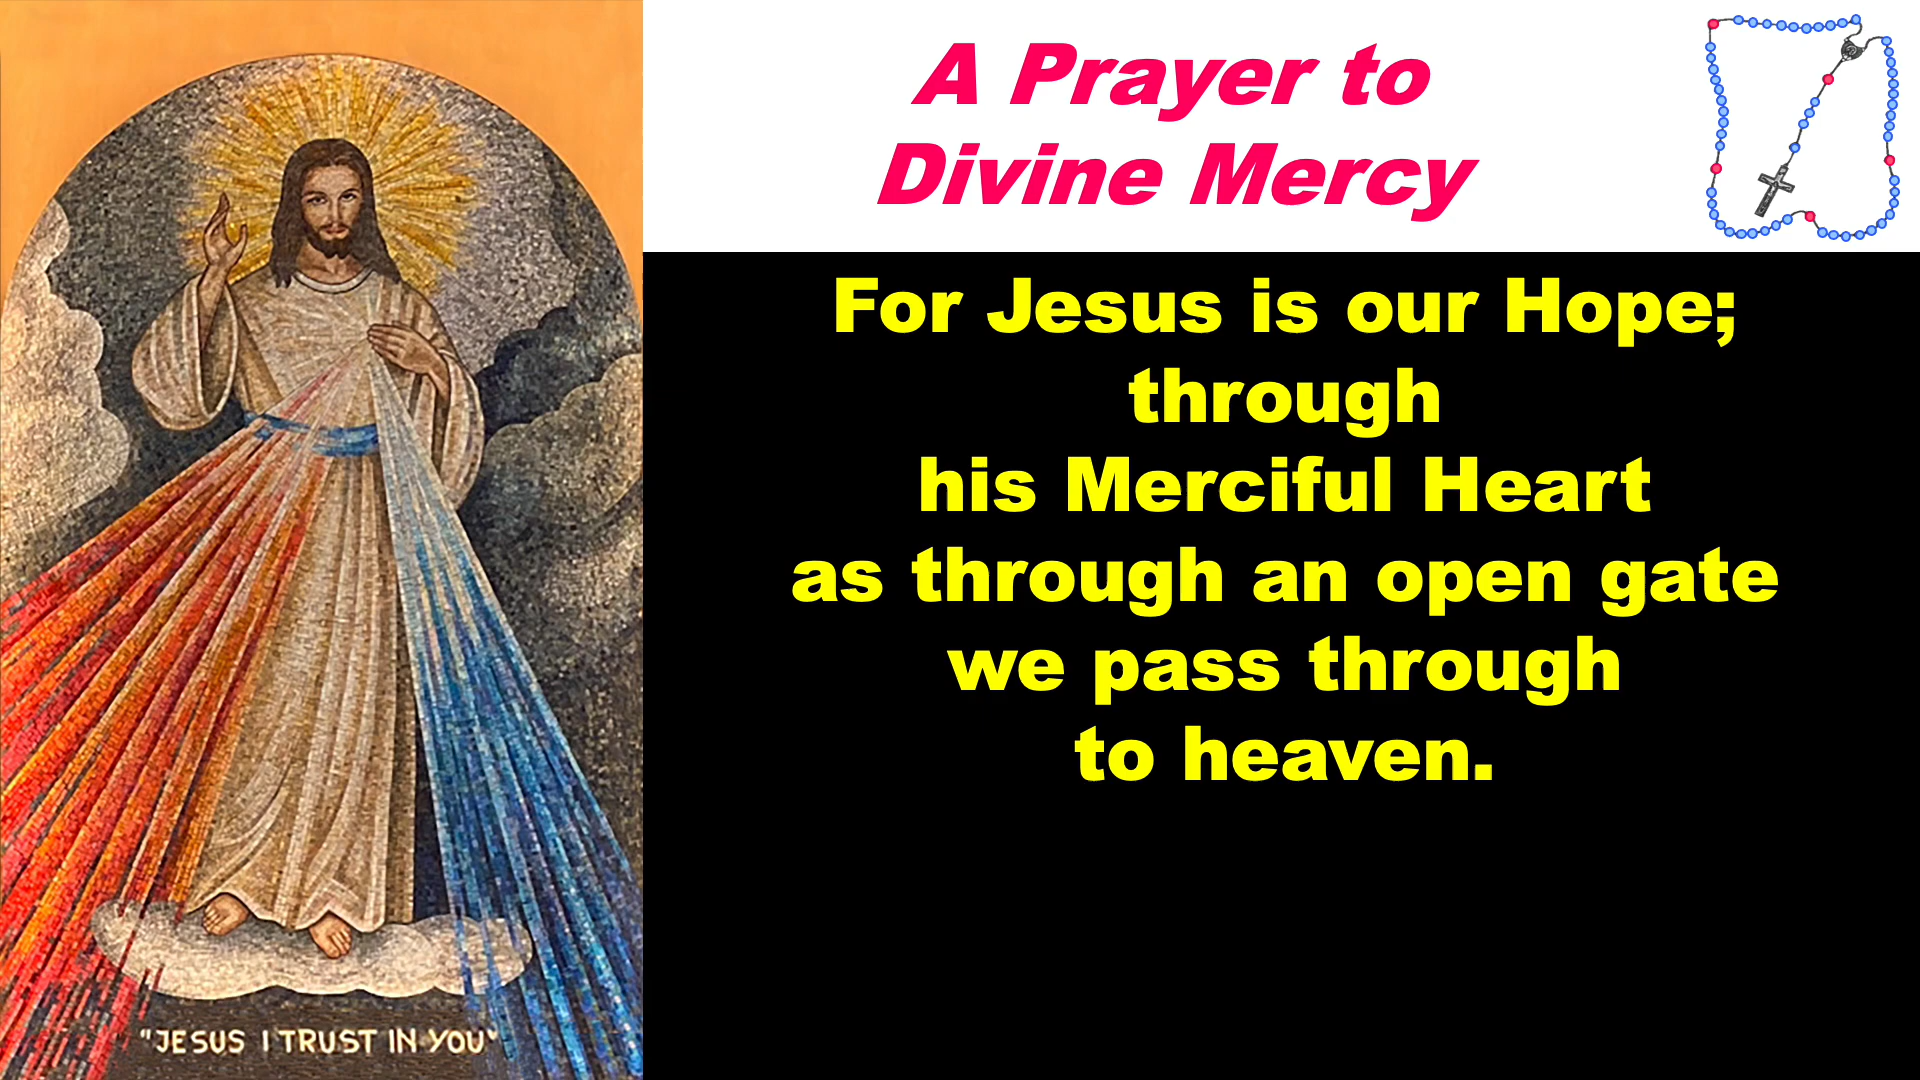 A Prayer to
Divine Mercy
For Jesus is our Hope;
through
his Merciful Heart
as through an open gate
we pass through
to heaven.
"JESUS I TRUST IN YOU"